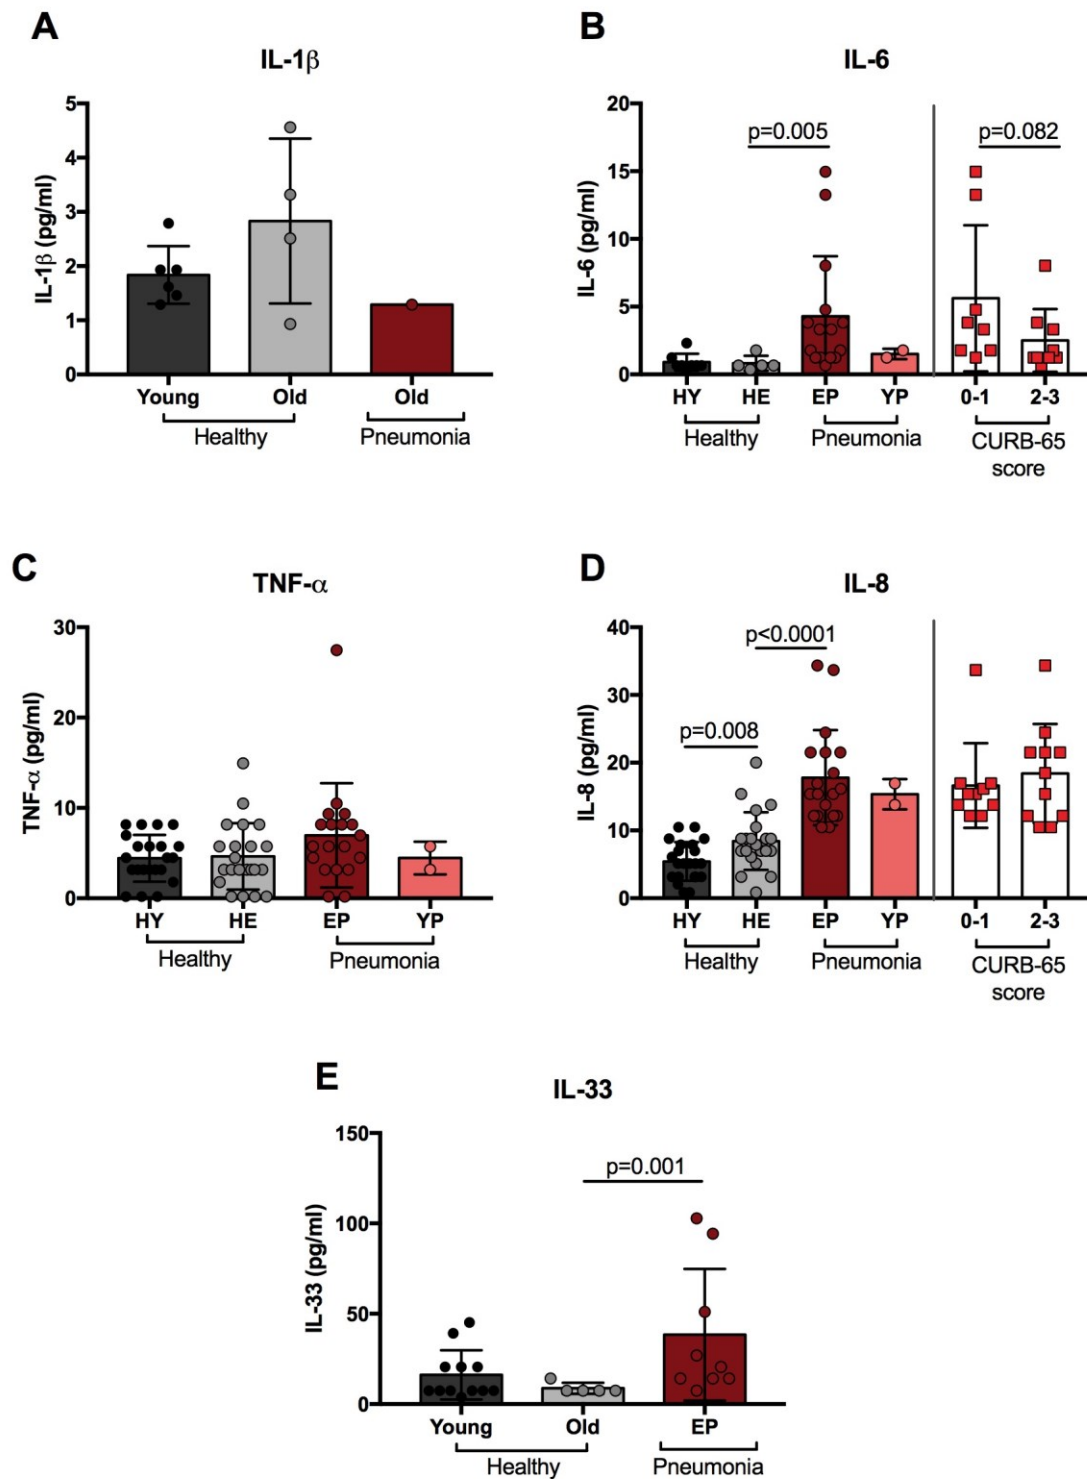 A
IL-1β
IL-1β (pg/ml)
5
4
3
2
1
0
Young
Old
Old
Healthy
Pneumonia
B
IL-6
IL-6 (pg/ml)
20
15
10
5
0
p=0.005
p=0.082
HY
HE
EP
YP
0-1
2-3
Healthy
Pneumonia
CURB-65
score
C
TNF-α
TNF-α (pg/ml)
30
20
10
0
HY
HE
EP
YP
Healthy
Pneumonia
D
IL-8
IL-8 (pg/ml)
40
30
20
10
0
p<0.0001
p=0.008
HY
HE
EP
YP
0-1
2-3
Healthy
Pneumonia
CURB-65
score
E
IL-33
IL-33 (pg/ml)
150
100
50
0
p=0.001
Young
Old
EP
Healthy
Pneumonia